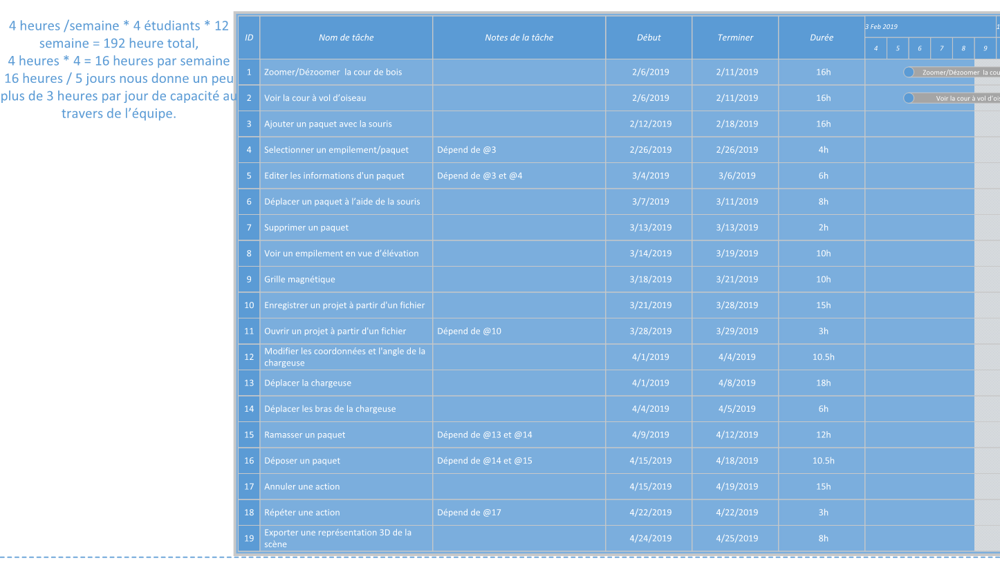 4 heures /semaine * 4 étudiants * 12
semaine = 192 heure total,
4 heures * 4 = 16 heures par semaine
16 heures / 5 jours nous donne un peu
plus de 3 heures par jour de capacité au
travers de l’équipe.
ID Nom de tâche Notes de la tâche Début Terminer Durée 3 Feb 2019
4 5 6 7 8 9
1 Zoomer/Dézoomer la cour de bois 2/6/2019 2/11/2019 16h Zoomer/Dézoomer la cou
2 Voir la cour à vol d’oiseau 2/6/2019 2/11/2019 16h Voir la cour à vol d’ois
3 Ajouter un paquet avec la souris 2/12/2019 2/18/2019 16h
4 Selectionner un empilement/paquet Dépend de @3 2/26/2019 2/26/2019 4h
5 Editer les informations d'un paquet Dépend de @3 et @4 3/4/2019 3/6/2019 6h
6 Déplacer un paquet à l’aide de la souris 3/7/2019 3/11/2019 8h
7 Supprimer un paquet 3/13/2019 3/13/2019 2h
8 Voir un empilement en vue d’élévation 3/14/2019 3/19/2019 10h
9 Grille magnétique 3/18/2019 3/21/2019 10h
10 Enregistrer un projet à partir d'un fichier 3/21/2019 3/28/2019 15h
11 Ouvrir un projet à partir d'un fichier Dépend de @10 3/28/2019 3/29/2019 3h
12 Modifier les coordonnées et l'angle de la
chargeuse 4/1/2019 4/4/2019 10.5h
13 Déplacer la chargeuse 4/1/2019 4/8/2019 18h
14 Déplacer les bras de la chargeuse 4/4/2019 4/5/2019 6h
15 Ramasser un paquet Dépend de @13 et @14 4/9/2019 4/12/2019 12h
16 Déposer un paquet Dépend de @14 et @15 4/15/2019 4/18/2019 10.5h
17 Annuler une action 4/15/2019 4/19/2019 15h
18 Répéter une action Dépend de @17 4/22/2019 4/22/2019 3h
19 Exporter une représentation 3D de la
scène 4/24/2019 4/25/2019 8h